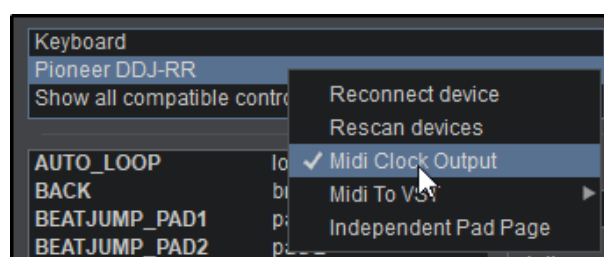 Keyboard
Pioneer DDJ-RR
Show all compatible
Reconnect device
Rescan devices
Midi Clock Output
Midi To VST
Independent Pad Page
AUTO_LOOP
BACK
BEATJUMP_PAD1
BEATJUMP_PAD2